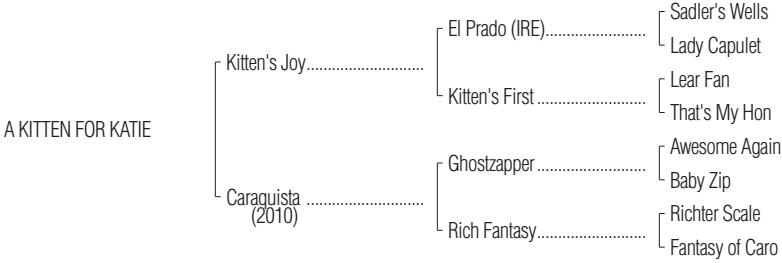 Sadler's Wells
El Prado (IRE)..........................
Lady Capulet
Kitten's Joy..............................
Lear Fan
Kitten's First ............................
That's My Hon
A KITTEN FOR KATIE
Awesome Again
Ghostzapper ............................
Baby Zip
Caraquista ..............................
(2010)
Richter Scale
Rich Fantasy............................
Fantasy of Caro